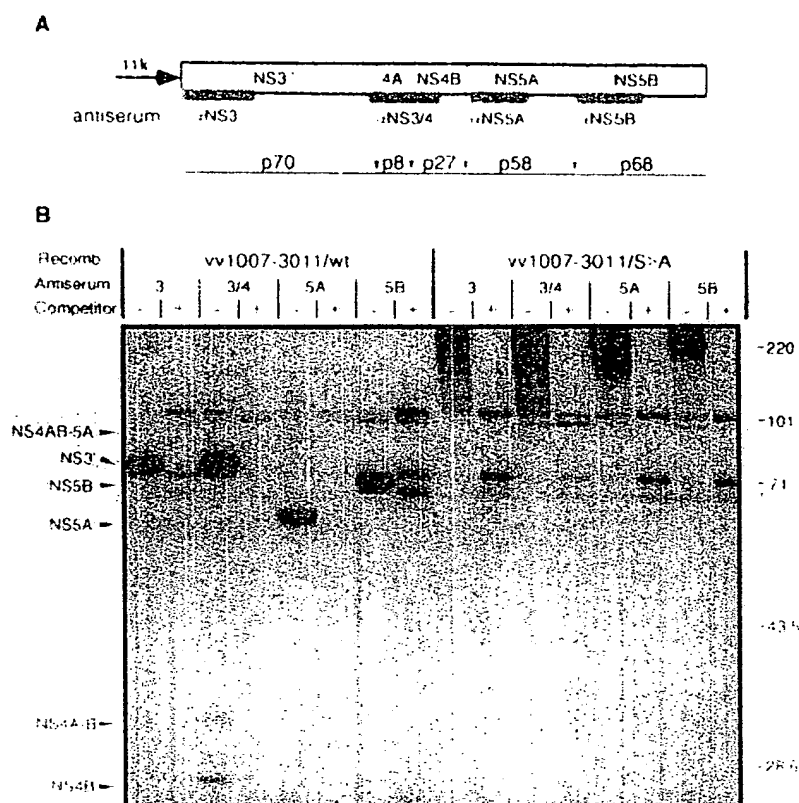 A
11k
NS3' 4A NS4B NS5A NS5B
antiserum αNS3 αNS3/4 αNS5A αNS5B
p70 p8 p27 p58 p68
B
Recomb vv1007-3011/wt vv1007-3011/S>A
Antiserum 3 3/4 5A 5B 3 3/4 5A 5B
Competitor - + - + - + - + - + - + - + - +
-220
NS4AB-5A -101
NS3'
NS5B -71
NS5A
-43.5
NS4A-B
-28.6
NS4B